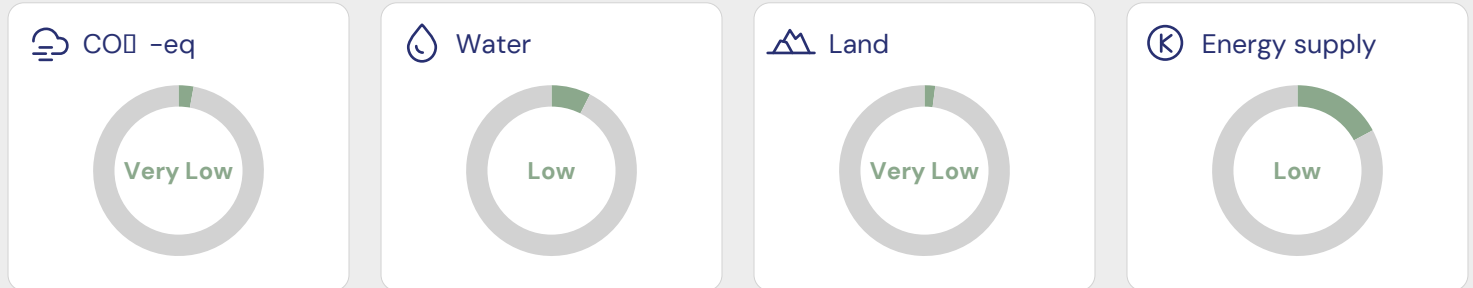 CO▯ -eq
Water
Land
Energy supply
Very Low
Low
Very Low
Low